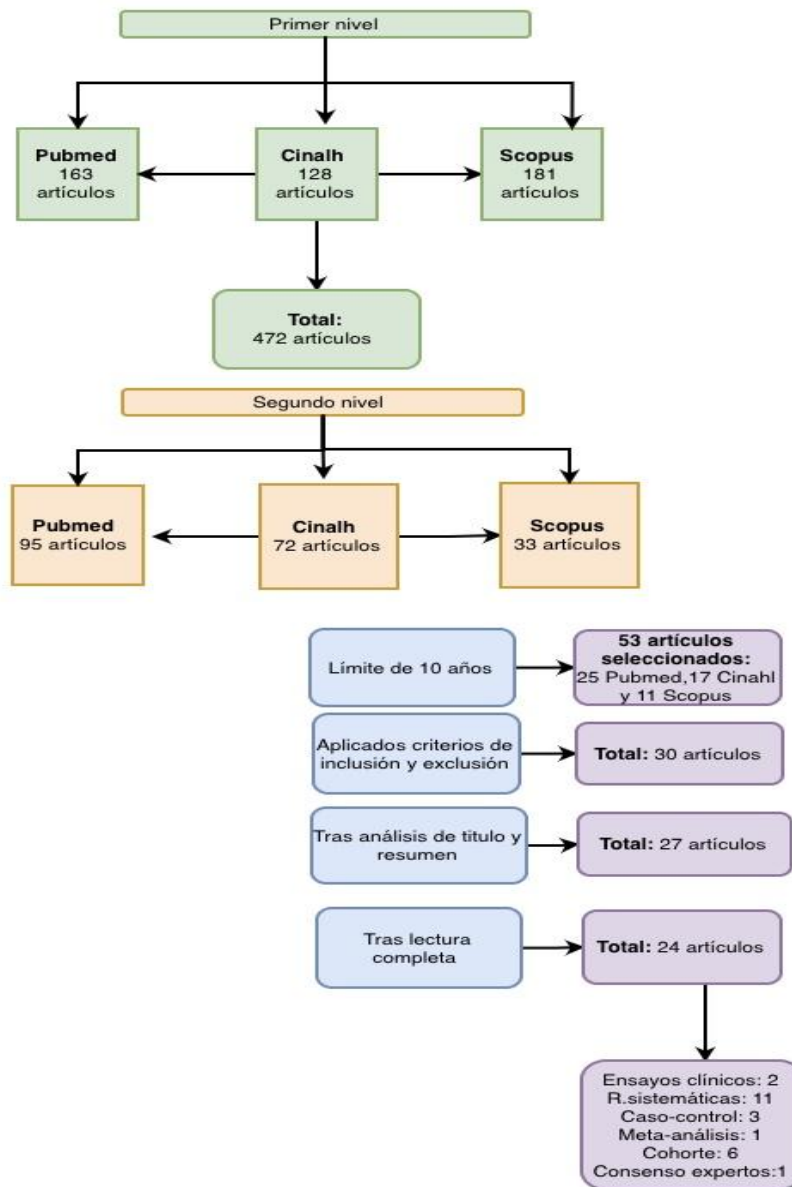 Primer nivel
Pubmed
163
artículos
Cinalh
128
artículos
Scopus
181
artículos
Total:
472 artículos
Segundo nivel
Pubmed
95 artículos
Cinalh
72 artículos
Scopus
33 artículos
Límite de 10 años
53 artículos
seleccionados:
25 Pubmed,17 Cinahl
y 11 Scopus
Aplicados criterios de
inclusión y exclusión
Total: 30 artículos
Tras análisis de titulo y
resumen
Total: 27 artículos
Tras lectura
completa
Total: 24 artículos
Ensayos clínicos: 2
R.sistemáticas: 11
Caso-control: 3
Meta-análisis: 1
Cohorte: 6
Consenso expertos:1